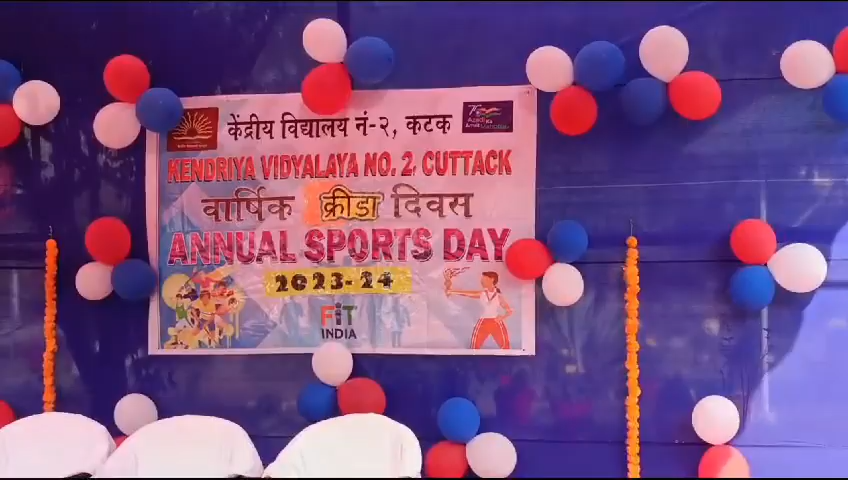 केंद्रीय विद्यालय नं-२, कटक
KENDRIYA VIDYALAYA NO. 2, CUTTACK
वार्षिक क्रीडा दिवस
ANNUAL SPORTS DAY
2023-24
FiT
INDIA